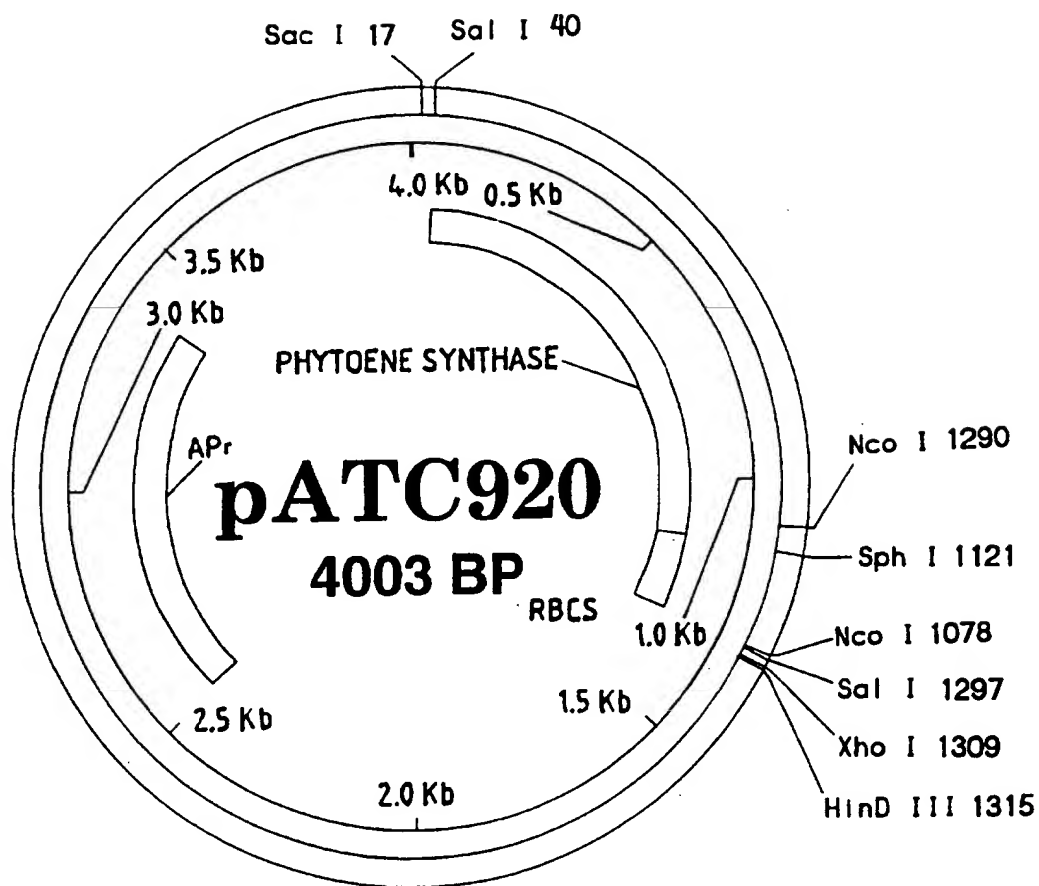 Sac I 17
Sal I 40
4.0 Kb
0.5 Kb
3.5 Kb
3.0 Kb
PHYTOENE SYNTHASE
APr
pATC920
4003 BP
RBCS
1.0 Kb
Nco I 1290
Sph I 1121
Nco I 1078
Sal I 1297
Xho I 1309
HinD III 1315
1.5 Kb
2.5 Kb
2.0 Kb